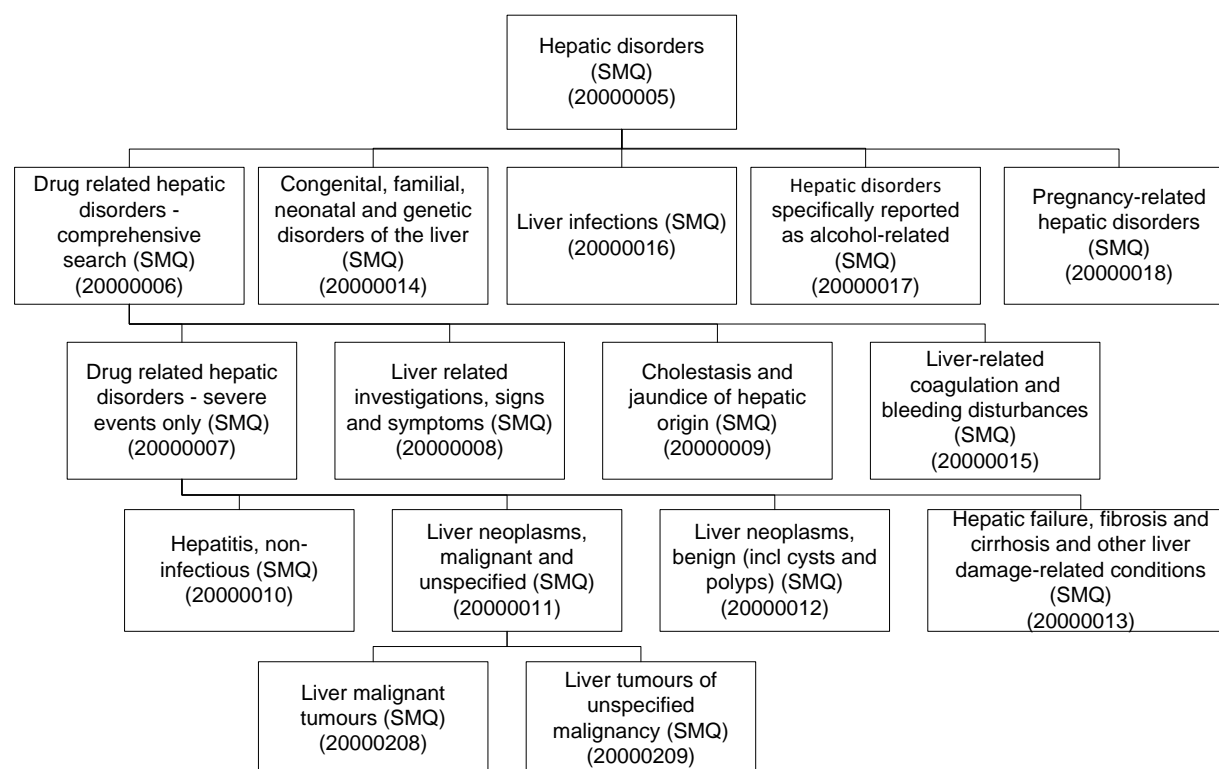 Hepatic disorders
(SMQ)
(20000005)
Drug related hepatic
disorders -
comprehensive
search (SMQ)
(20000006)
Congenital, familial,
neonatal and genetic
disorders of the liver
(SMQ)
(20000014)
Liver infections (SMQ)
(20000016)
Hepatic disorders
specifically reported
as alcohol-related
(SMQ)
(20000017)
Pregnancy-related
hepatic disorders
(SMQ)
(20000018)
Drug related hepatic
disorders - severe
events only (SMQ)
(20000007)
Liver related
investigations, signs
and symptoms (SMQ)
(20000008)
Cholestasis and
jaundice of hepatic
origin (SMQ)
(20000009)
Liver-related
coagulation and
bleeding disturbances
(SMQ)
(20000015)
Hepatitis, non-
infectious (SMQ)
(20000010)
Liver neoplasms,
malignant and
unspecified (SMQ)
(20000011)
Liver neoplasms,
benign (incl cysts and
polyps) (SMQ)
(20000012)
Hepatic failure, fibrosis and
cirrhosis and other liver
damage-related conditions
(SMQ)
(20000013)
Liver malignant
tumours (SMQ)
(20000208)
Liver tumours of
unspecified
malignancy (SMQ)
(20000209)